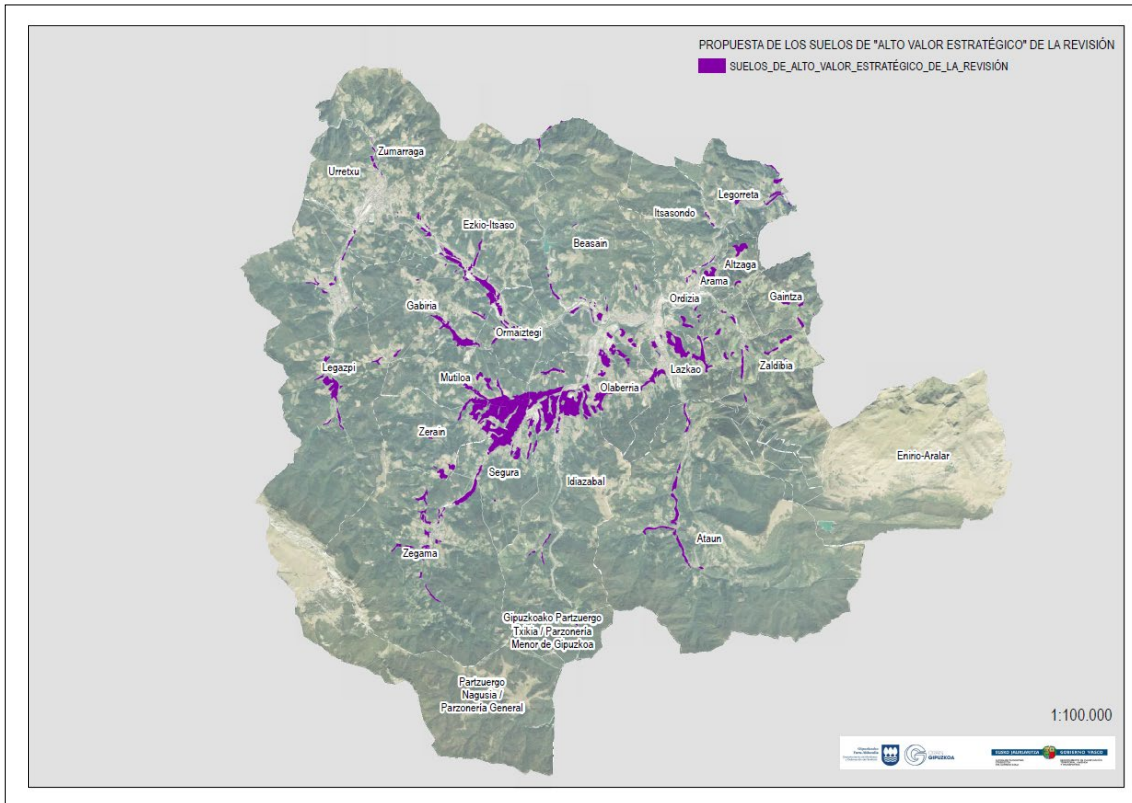 PROPUESTA DE LOS SUELOS DE "ALTO VALOR ESTRATÉGICO" DE LA REVISIÓN
SUELOS_DE_ALTO_VALOR_ESTRATÉGICO_DE_LA_REVISIÓN
Zumarraga
Urretxu
Legorreta
Itsasondo
Ezkio-Itsaso
Beasain
Altzaga
Arama
Ordizia
Gaintza
Gabiria
Ormaiztegi
Legazpi
Lazkao
Zaldibia
Mutiloa
Olaberria
Zerain
Enirio-Aralar
Segura
Idiazabal
Ataun
Zegama
Gipuzkoako Partzuergo
Txikia / Parzonería
Menor de Gipuzkoa
Partzuergo
Nagusia /
Parzonería General
1:100.000
GIPUZKOA
EUSKO JAURLARITZA
GOBIERNO VASCO